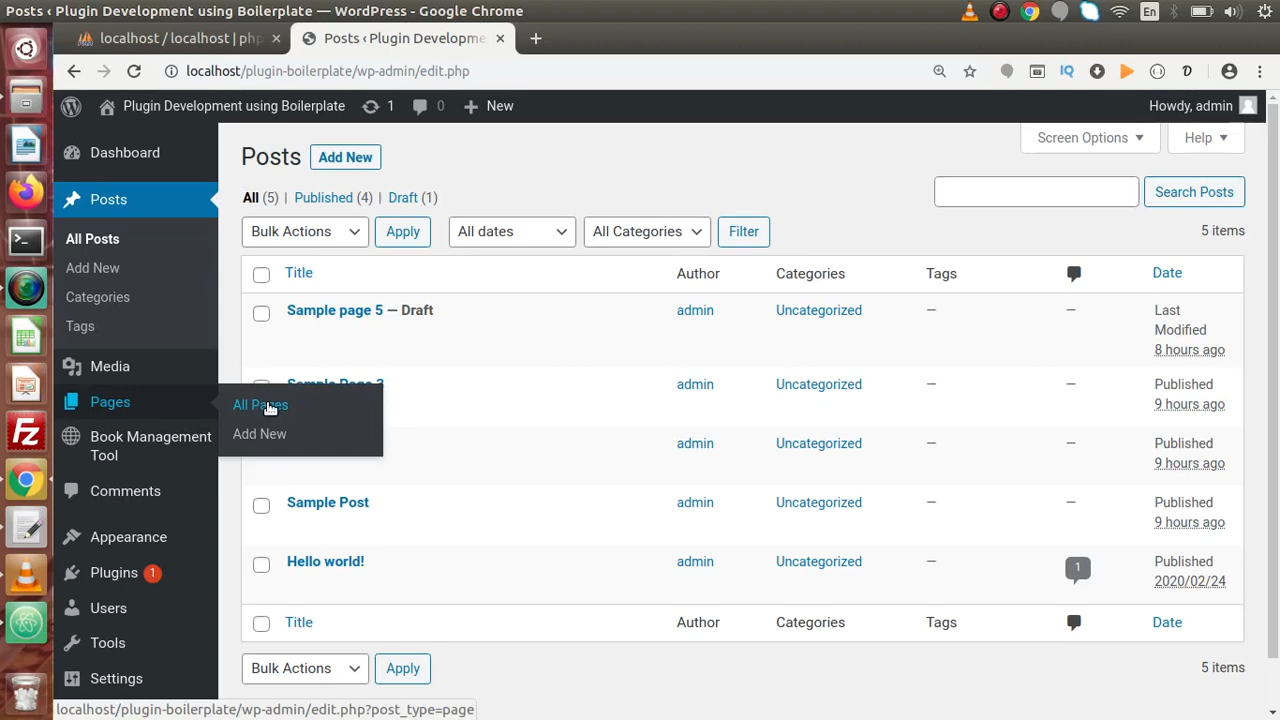 Posts ‹ Plugin Development using Boilerplate — WordPress - Google Chrome
En
localhost / localhost | php
Posts ‹ Plugin Developme
localhost/plugin-boilerplate/wp-admin/edit.php
IQ
Plugin Development using Boilerplate
1
0
New
Howdy, admin
Dashboard
Posts
All Posts
Add New
Categories
Tags
Media
Pages
All Pages
Add New
Book Management
Tool
Comments
Appearance
Plugins 1
Users
Tools
Settings
Posts
Add New
Screen Options
Help
All (5) | Published (4) | Draft (1)
Search Posts
Bulk Actions
Apply
All dates
All Categories
Filter
5 items
Title Author Categories Tags Date
Sample page 5 — Draft admin Uncategorized — — Last
Modified
8 hours ago
admin Uncategorized — — Published
9 hours ago
admin Uncategorized — — Published
9 hours ago
Sample Post admin Uncategorized — — Published
9 hours ago
Hello world! admin Uncategorized — 1 Published
2020/02/24
Title Author Categories Tags Date
Bulk Actions
Apply
5 items
localhost/plugin-boilerplate/wp-admin/edit.php?post_type=page